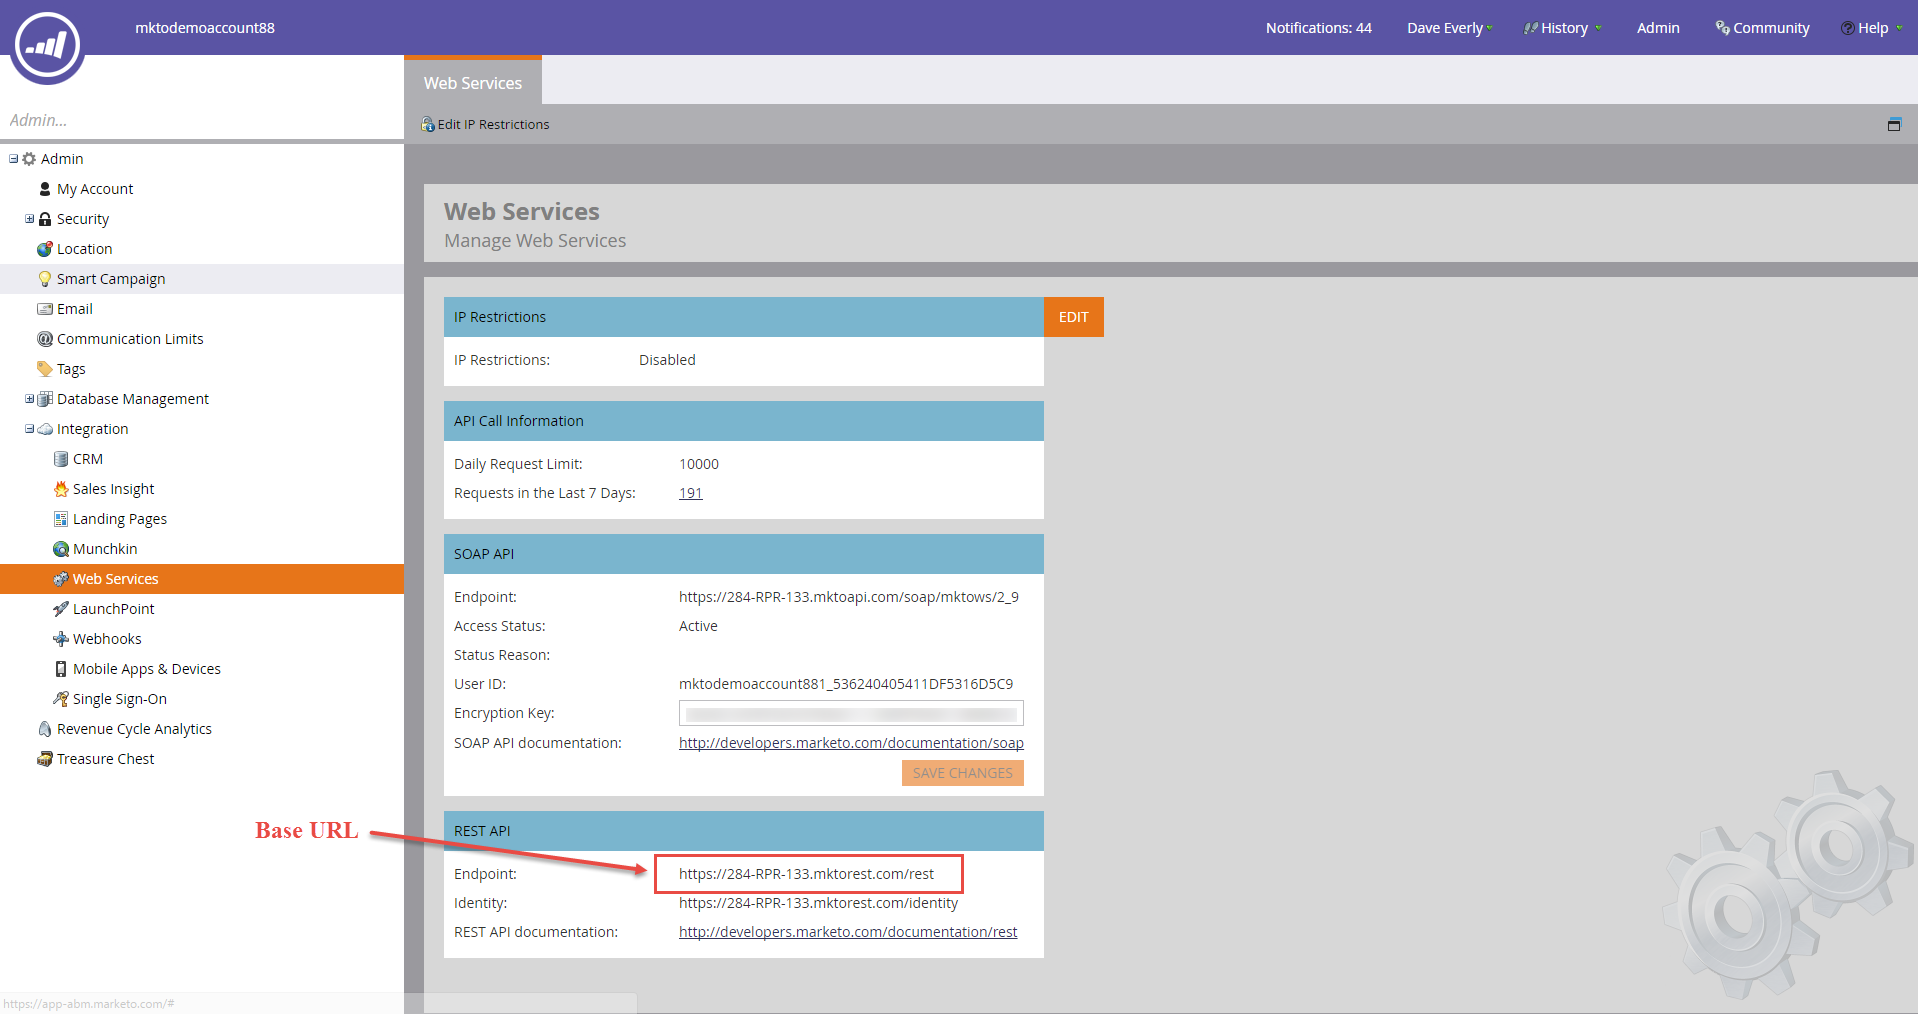 mktodemoaccount88
Notifications: 44
Dave Everly
History
Admin
Community
Help
Web Services
Admin...
Edit IP Restrictions
Admin
My Account
Security
Location
Smart Campaign
Email
Communication Limits
Tags
Database Management
Integration
CRM
Sales Insight
Landing Pages
Munchkin
Web Services
LaunchPoint
Webhooks
Mobile Apps & Devices
Single Sign-On
Revenue Cycle Analytics
Treasure Chest
Web Services
Manage Web Services
IP Restrictions
EDIT
IP Restrictions: Disabled
API Call Information
Daily Request Limit: 10000
Requests in the Last 7 Days: 191
SOAP API
Endpoint: https://284-RPR-133.mktoapi.com/soap/mktows/2_9
Access Status: Active
Status Reason:
User ID: mktodemoaccount881_536240405411DF5316D5C9
Encryption Key:
SOAP API documentation: http://developers.marketo.com/documentation/soap
SAVE CHANGES
Base URL
REST API
Endpoint: https://284-RPR-133.mktorest.com/rest
Identity: https://284-RPR-133.mktorest.com/identity
REST API documentation: http://developers.marketo.com/documentation/rest
https://app-abm.marketo.com/#